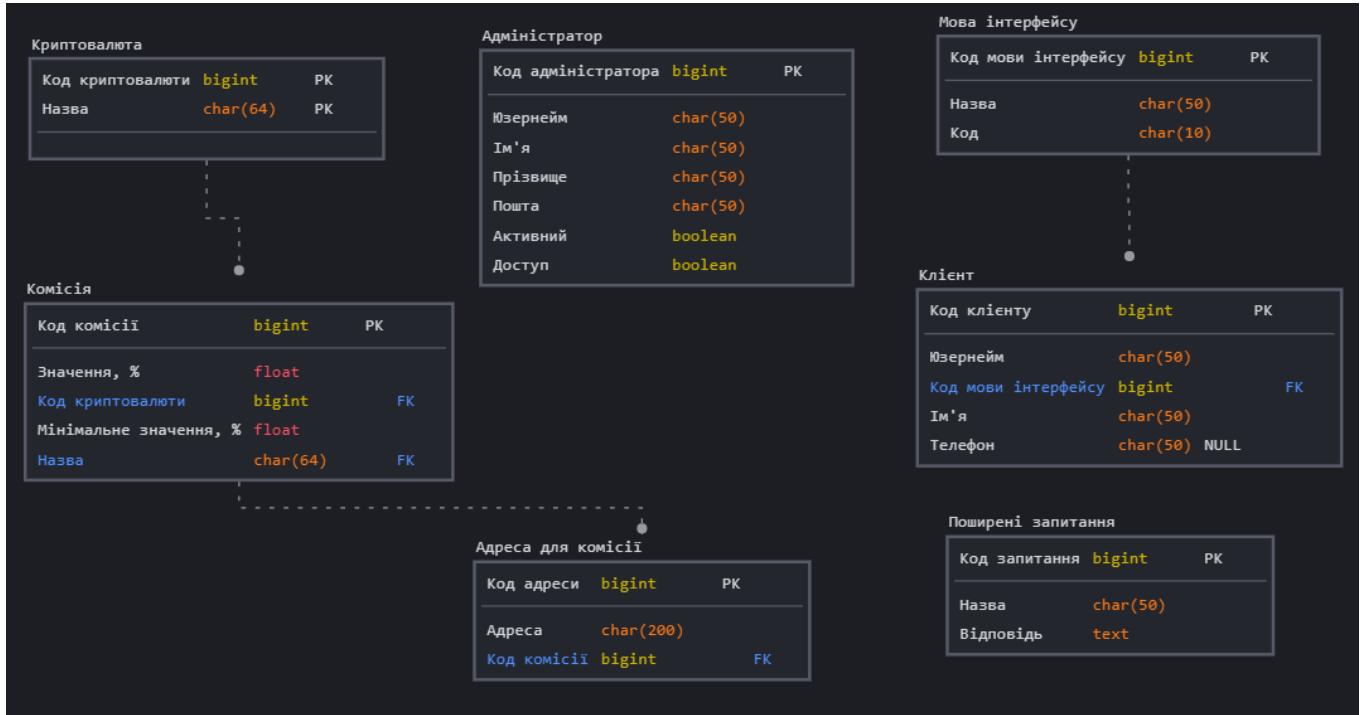 Криптовалюта
Код криптовалюти bigint PK
Назва char(64) PK
Адміністратор
Код адміністратора bigint PK
Юзернейм char(50)
Ім'я char(50)
Прізвище char(50)
Пошта char(50)
Активний boolean
Доступ boolean
Мова інтерфейсу
Код мови інтерфейсу bigint PK
Назва char(50)
Код char(10)
Комісія
Код комісії bigint PK
Значення, % float
Код криптовалюти bigint FK
Мінімальне значення, % float
Назва char(64) FK
Клієнт
Код клієнту bigint PK
Юзернейм char(50)
Код мови інтерфейсу bigint FK
Ім'я char(50)
Телефон char(50) NULL
Адреса для комісії
Код адреси bigint PK
Адреса char(200)
Код комісії bigint FK
Поширені запитання
Код запитання bigint PK
Назва char(50)
Відповідь text